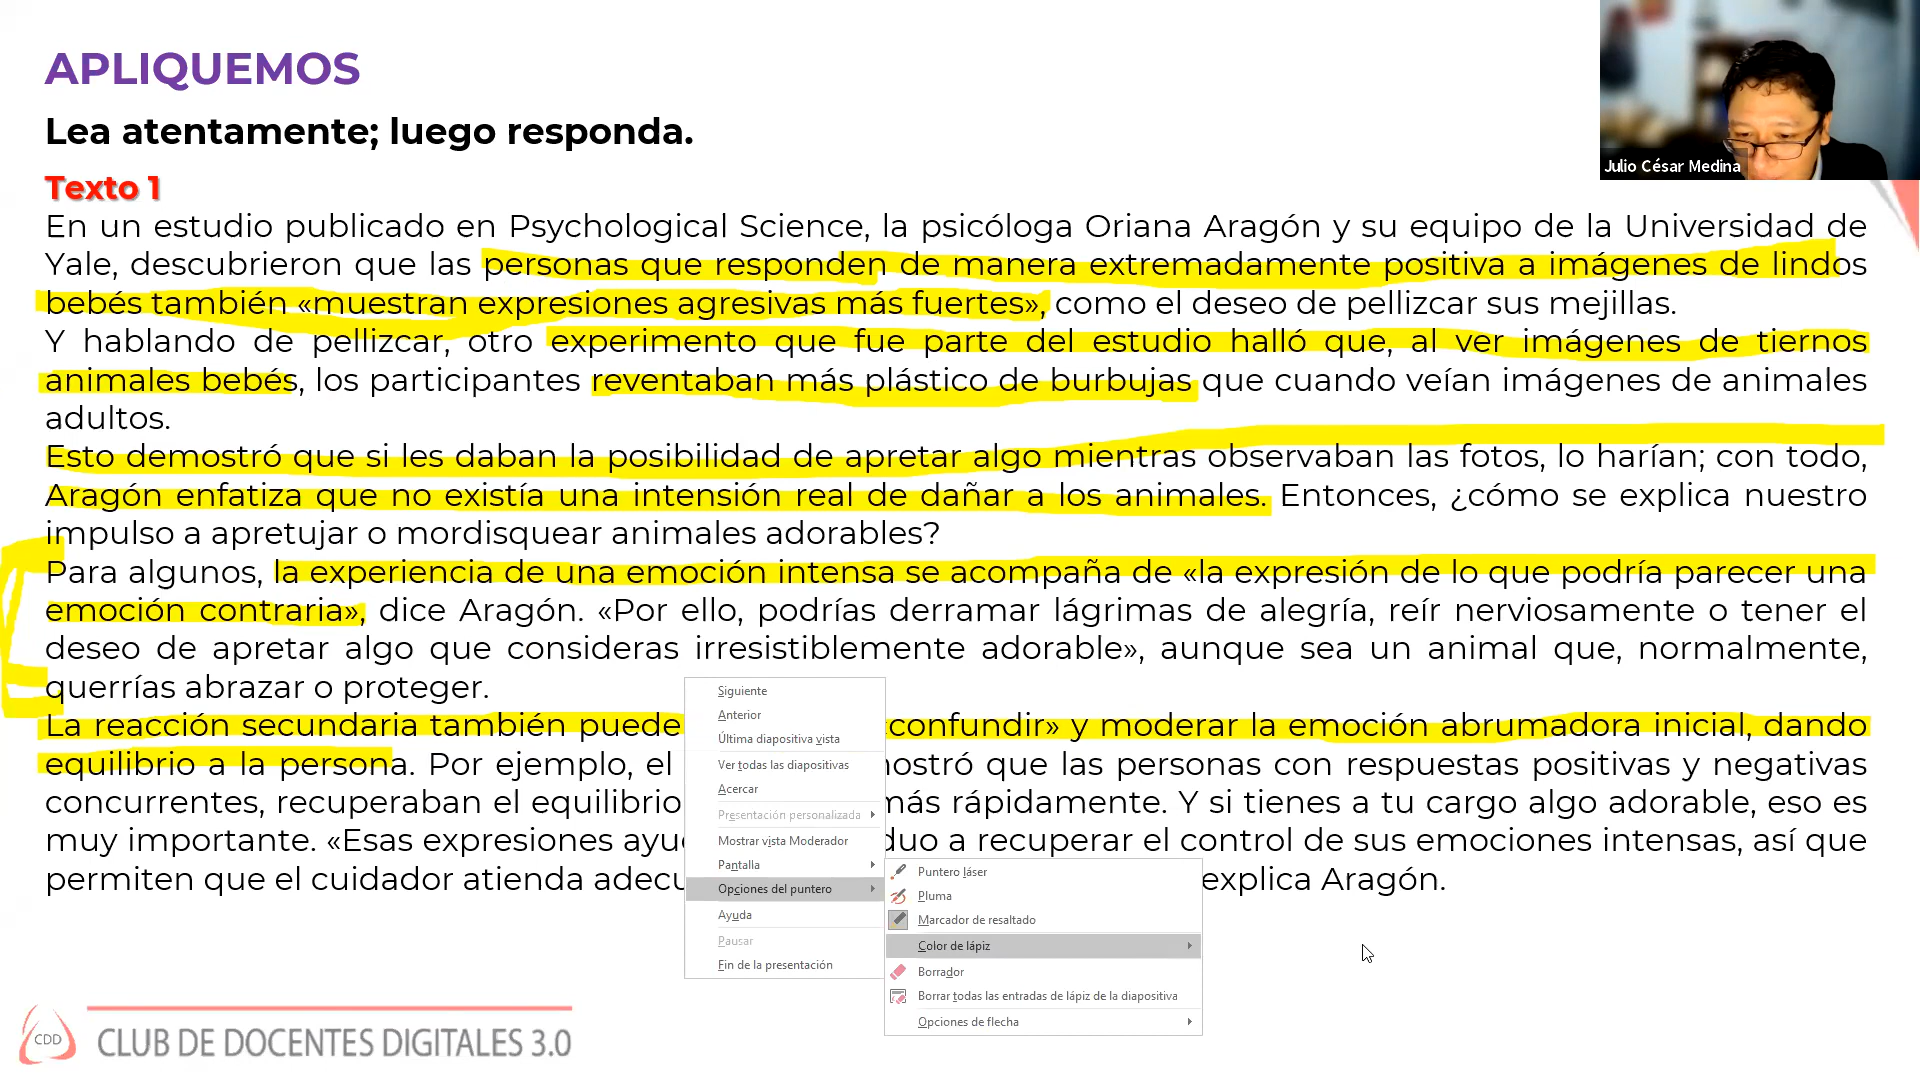 APLIQUEMOS
Lea atentamente; luego responda.
Julio César Medina
Texto 1
En un estudio publicado en Psychological Science, la psicóloga Oriana Aragón y su equipo de la Universidad de
Yale, descubrieron que las personas que responden de manera extremadamente positiva a imágenes de lindos
bebés también «muestran expresiones agresivas más fuertes», como el deseo de pellizcar sus mejillas.
Y hablando de pellizcar, otro experimento que fue parte del estudio halló que, al ver imágenes de tiernos
animales bebés, los participantes reventaban más plástico de burbujas que cuando veían imágenes de animales
adultos.
Esto demostró que si les daban la posibilidad de apretar algo mientras observaban las fotos, lo harían; con todo,
Aragón enfatiza que no existía una intensión real de dañar a los animales. Entonces, ¿cómo se explica nuestro
impulso a apretujar o mordisquear animales adorables?
Para algunos, la experiencia de una emoción intensa se acompaña de «la expresión de lo que podría parecer una
emoción contraria», dice Aragón. «Por ello, podrías derramar lágrimas de alegría, reír nerviosamente o tener el
deseo de apretar algo que consideras irresistiblemente adorable», aunque sea un animal que, normalmente,
querrías abrazar o proteger.
La reacción secundaria también puede «confundir» y moderar la emoción abrumadora inicial, dando
equilibrio a la persona. Por ejemplo, el que las personas con respuestas positivas y negativas
concurrentes, recuperaban el equilibrio más rápidamente. Y si tienes a tu cargo algo adorable, eso es
muy importante. «Esas expresiones a recuperar el control de sus emociones intensas, así que
permiten que el cuidador atienda explica Aragón.
Siguiente
Anterior
Última diapositiva vista
Ver todas las diapositivas
Acercar
Presentación personalizada
Mostrar vista Moderador
Pantalla
Opciones del puntero
Ayuda
Pausar
Fin de la presentación
Puntero láser
Pluma
Marcador de resaltado
Color de lápiz
Borrador
Borrar todas las entradas de lápiz de la diapositiva
Opciones de flecha
CDD
CLUB DE DOCENTES DIGITALES 3.0